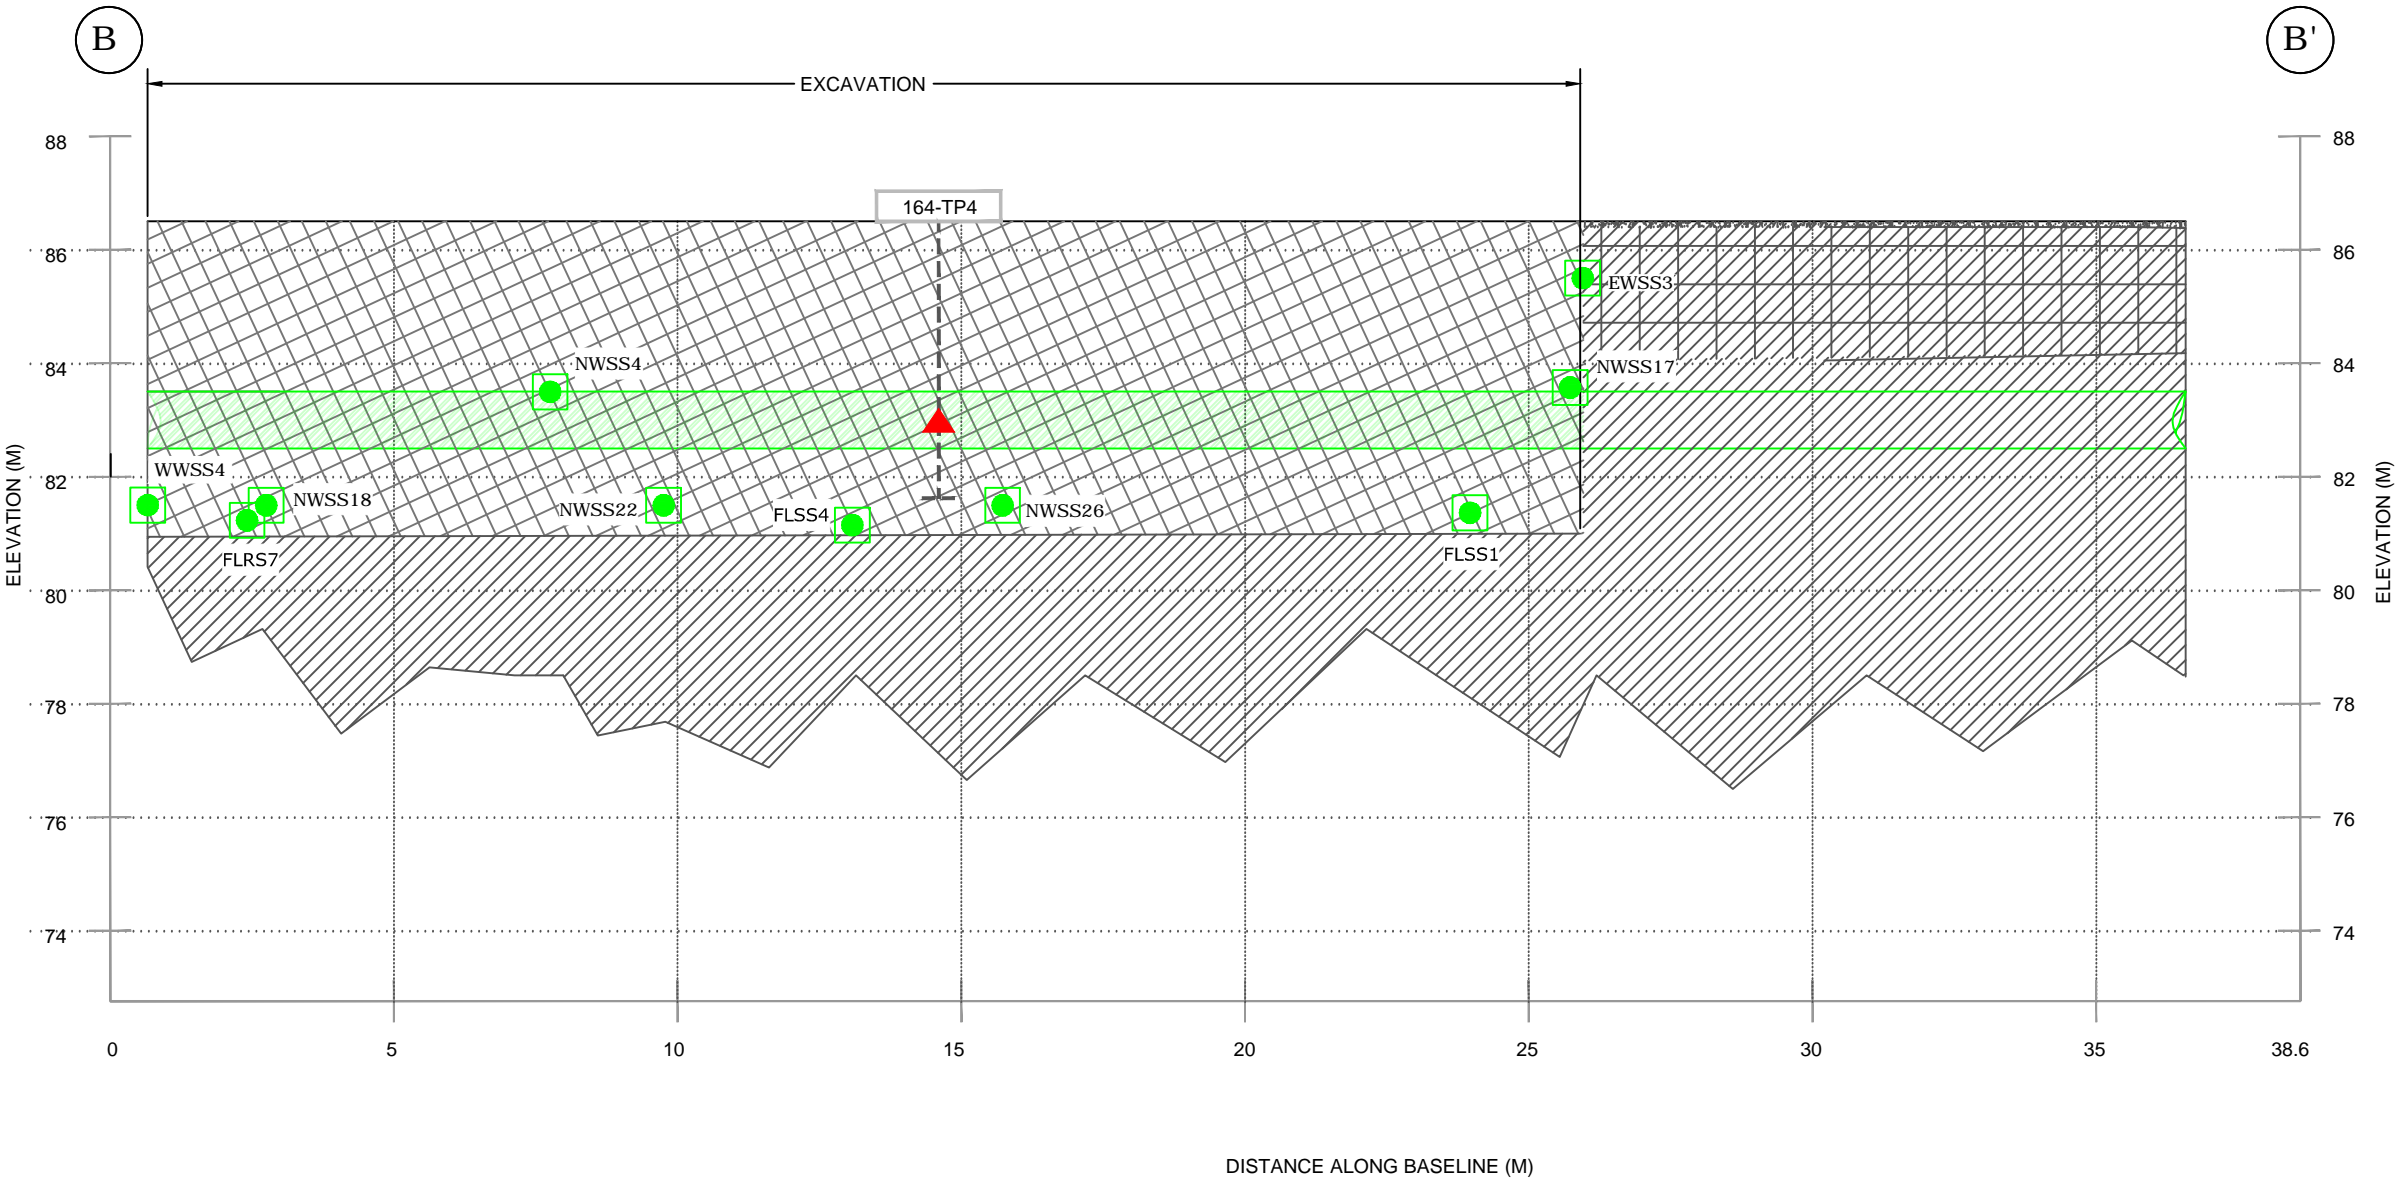 B
B'
EXCAVATION
88
88
164-TP4
86
86
EWSS3
84
NWSS4
NWSS17
84
ELEVATION (M)
ELEVATION (M)
82
WWSS4
NWSS18
NWSS22
FLSS4
NWSS26
82
FLRS7
FLSS1
80
80
78
78
76
76
74
74
0
5
10
15
20
25
30
35
38.6
DISTANCE ALONG BASELINE (M)